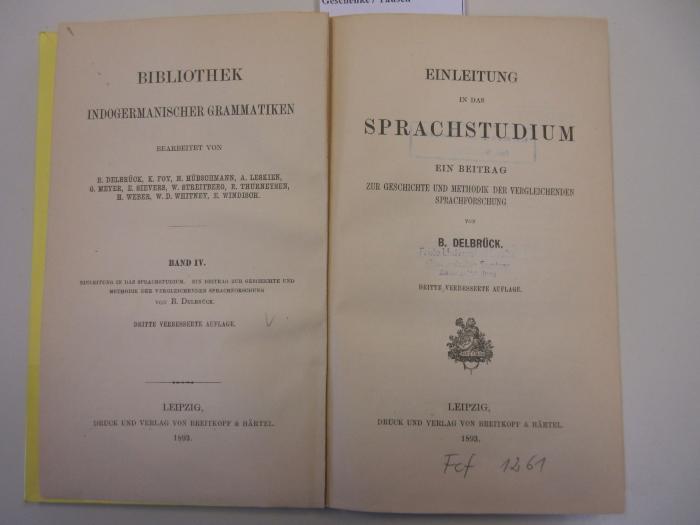 Geschenke / Tausch
BIBLIOTHEK
INDOGERMANISCHER GRAMMATIKEN
BEARBEITET VON
B. DELBRÜCK, K. FOY, H. HÜBSCHMANN, A. LESKIEN,
G. MEYER, E. SIEVERS, W. STREITBERG, R. THURNEYSEN,
H. WEBER, W. D. WHITNEY, E. WINDISCH.
BAND IV.
EINLEITUNG IN DAS SPRACHSTUDIUM. EIN BEITRAG ZUR GESCHICHTE UND
METHODIK DER VERGLEICHENDEN SPRACHFORSCHUNG
VON B. DELBRÜCK.
DRITTE VERBESSERTE AUFLAGE.
LEIPZIG,
DRUCK UND VERLAG VON BREITKOPF & HÄRTEL.
1893.
EINLEITUNG
IN DAS
SPRACHSTUDIUM
EIN BEITRAG
ZUR GESCHICHTE UND METHODIK DER VERGLEICHENDEN
SPRACHFORSCHUNG
VON
B. DELBRÜCK.
DRITTE VERBESSERTE AUFLAGE.
LEIPZIG,
DRUCK UND VERLAG VON BREITKOPF & HÄRTEL.
1893.
Fcf 1261